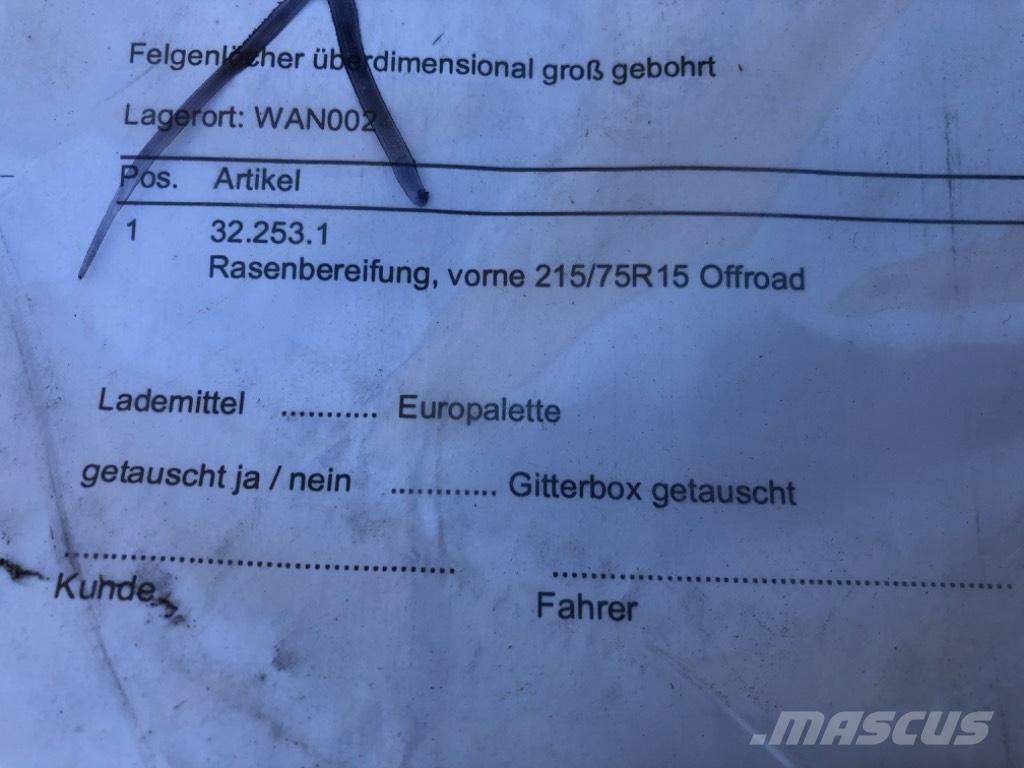 Felgenlöcher überdimensional groß gebohrt
Lagerort: WAN002
Pos. Artikel
1 32.253.1
Rasenbereifung, vorne 215/75R15 Offroad
Lademittel ........... Europalette
getauscht ja / nein ............ Gitterbox getauscht
Kunde
Fahrer
.MASCUS